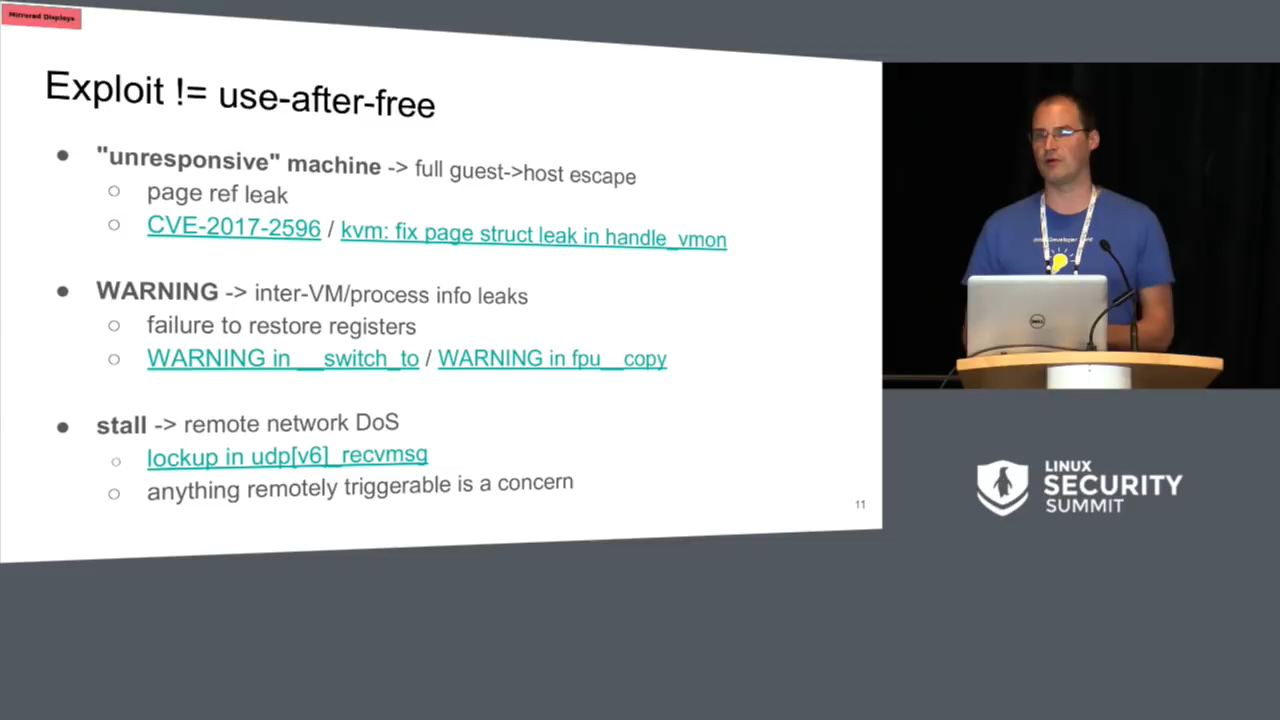 Mirrored Displays
Exploit != use-after-free
"unresponsive" machine -> full guest->host escape
page ref leak
CVE-2017-2596 / kvm: fix page struct leak in handle_vmon
WARNING -> inter-VM/process info leaks
failure to restore registers
WARNING in __switch_to / WARNING in fpu__copy
stall -> remote network DoS
lockup in udp[v6]_recvmsg
anything remotely triggerable is a concern
11
DELL
LINUX
SECURITY
SUMMIT